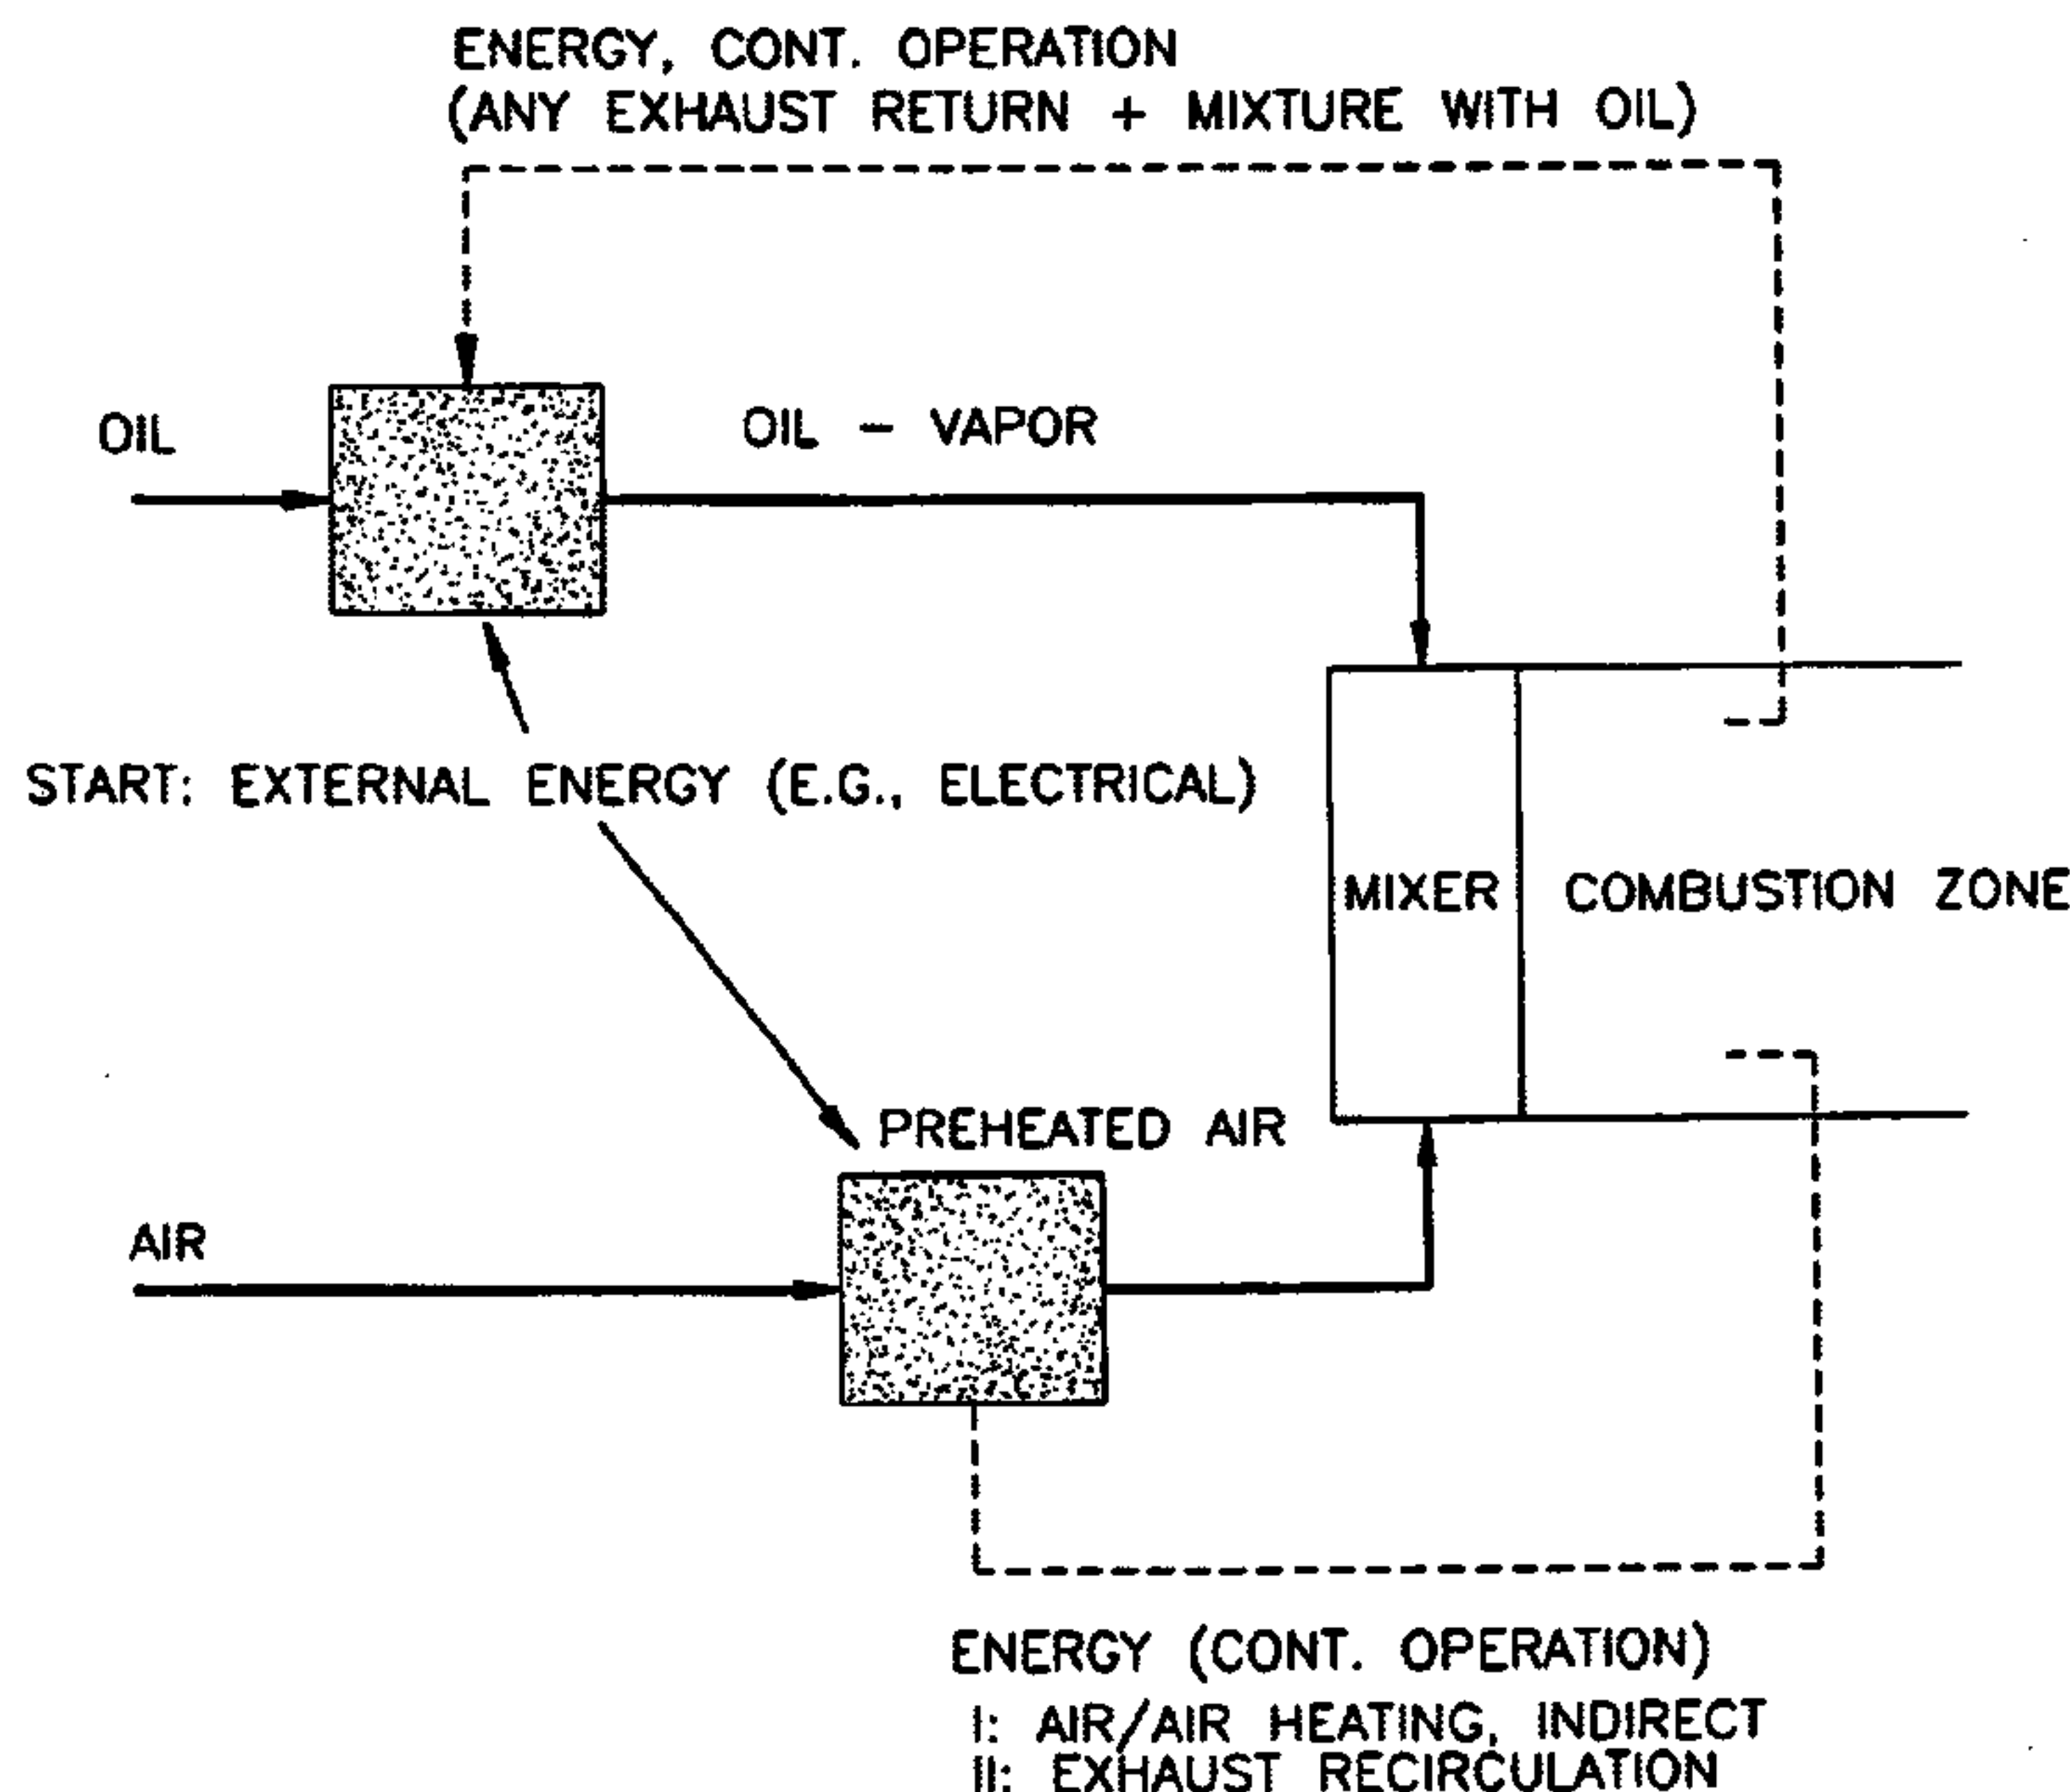 ENERGY, CONT. OPERATION
(ANY EXHAUST RETURN + MIXTURE WITH OIL)
OIL
OIL - VAPOR
START: EXTERNAL ENERGY (E.G., ELECTRICAL)
MIXER
COMBUSTION ZONE
PREHEATED AIR
AIR
ENERGY (CONT. OPERATION)
I: AIR/AIR HEATING, INDIRECT
II: EXHAUST RECIRCULATION